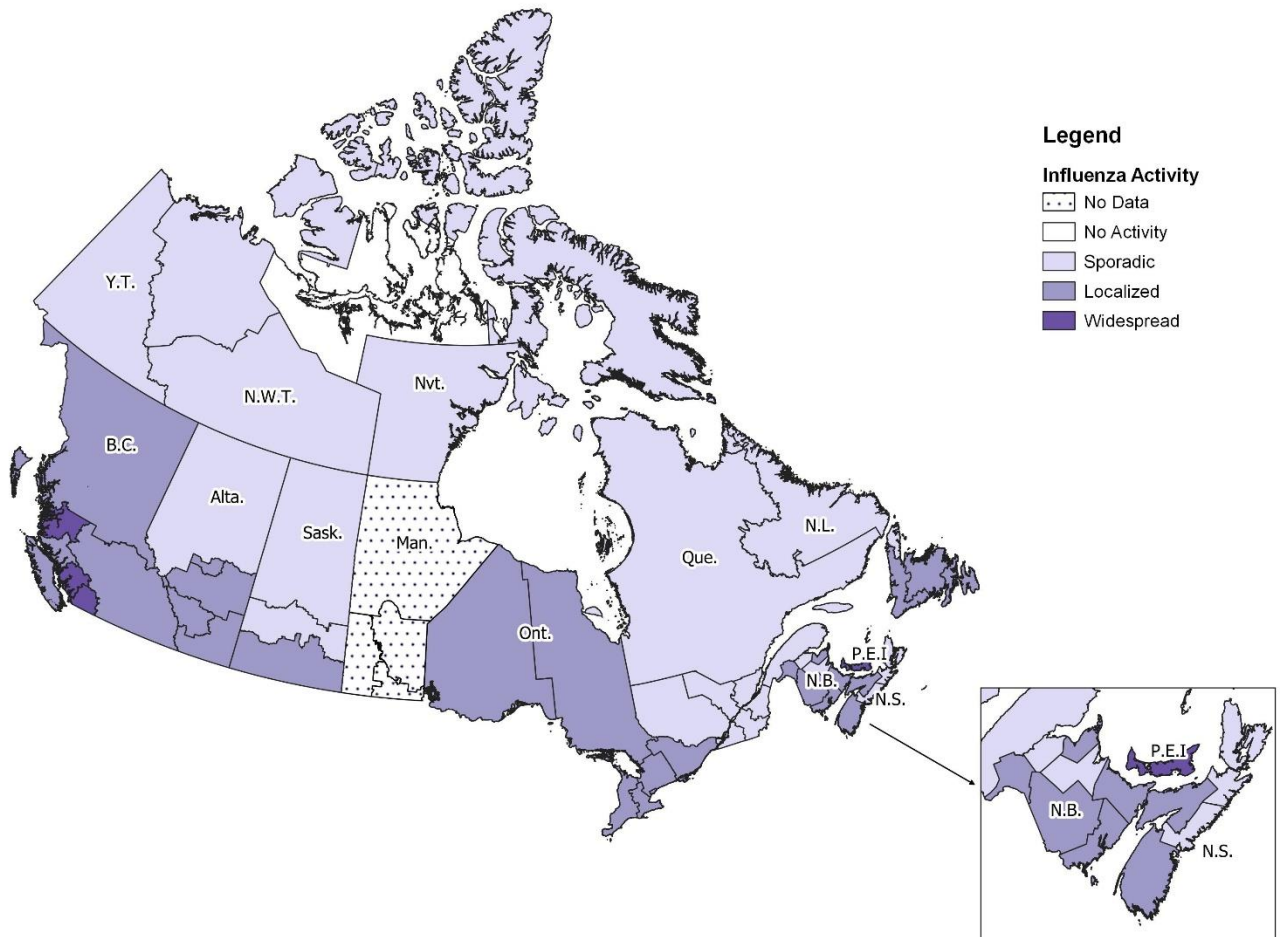 Legend
Influenza Activity
No Data
No Activity
Sporadic
Localized
Widespread
Y.T.
N.W.T.
Nvt.
B.C.
Alta.
Sask.
Man.
Ont.
Que.
N.L.
P.E.I
N.B.
N.S.
P.E.I
N.B.
N.S.